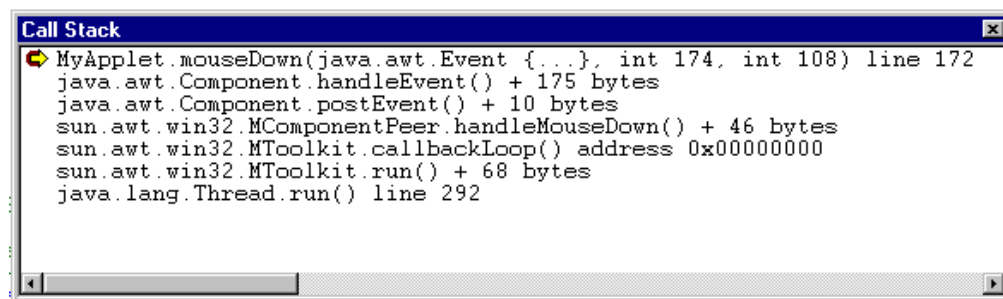 Call Stack
MyApplet.mouseDown(java.awt.Event {...}, int 174, int 108) line 172
java.awt.Component.handleEvent() + 175 bytes
java.awt.Component.postEvent() + 10 bytes
sun.awt.win32.MComponentPeer.handleMouseDown() + 46 bytes
sun.awt.win32.MToolkit.callbackLoop() address 0x00000000
sun.awt.win32.MToolkit.run() + 68 bytes
java.lang.Thread.run() line 292